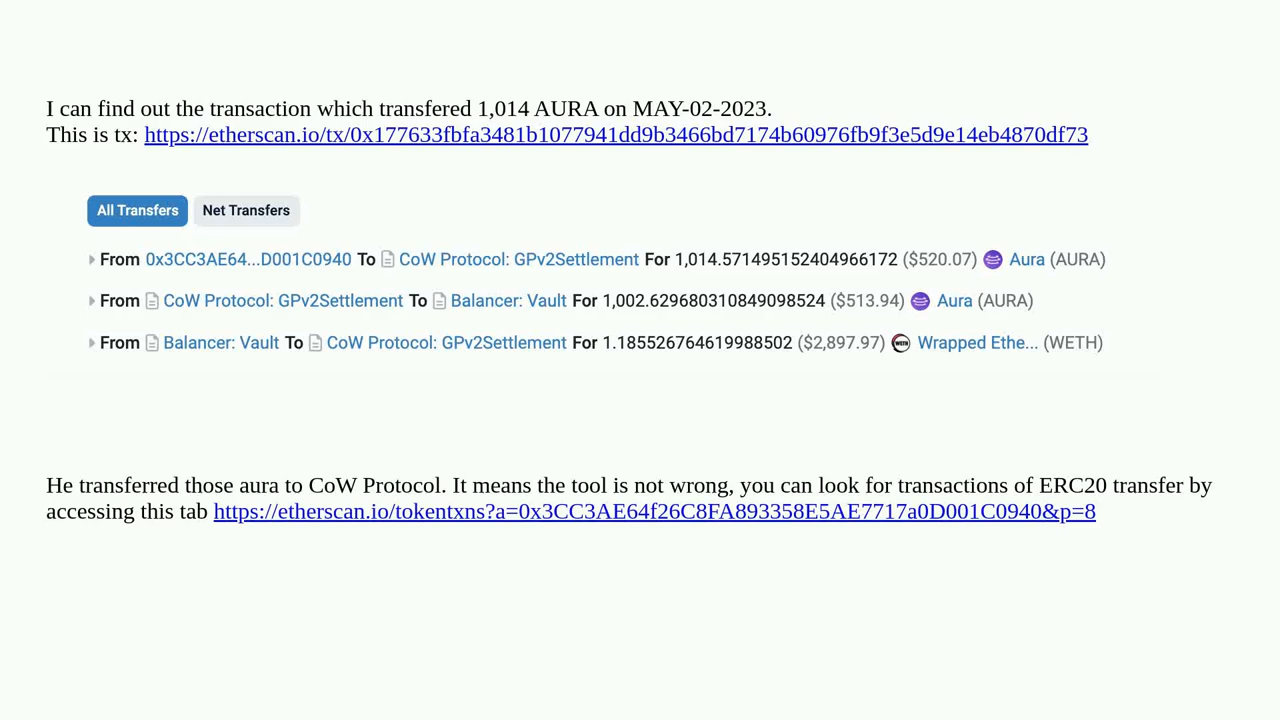 I can find out the transaction which transfered 1,014 AURA on MAY-02-2023.
This is tx: https://etherscan.io/tx/0x177633fbfa3481b1077941dd9b3466bd7174b60976fb9f3e5d9e14eb4870df73
All Transfers Net Transfers
From 0x3CC3AE64...D001C0940 To CoW Protocol: GPv2Settlement For 1,014.571495152404966172 ($520.07) Aura (AURA)
From CoW Protocol: GPv2Settlement To Balancer: Vault For 1,002.629680310849098524 ($513.94) Aura (AURA)
From Balancer: Vault To CoW Protocol: GPv2Settlement For 1.185526764619988502 ($2,897.97) WETH Wrapped Ethe... (WETH)
He transferred those aura to CoW Protocol. It means the tool is not wrong, you can look for transactions of ERC20 transfer by
accessing this tab https://etherscan.io/tokentxns?a=0x3CC3AE64f26C8FA893358E5AE7717a0D001C0940&p=8